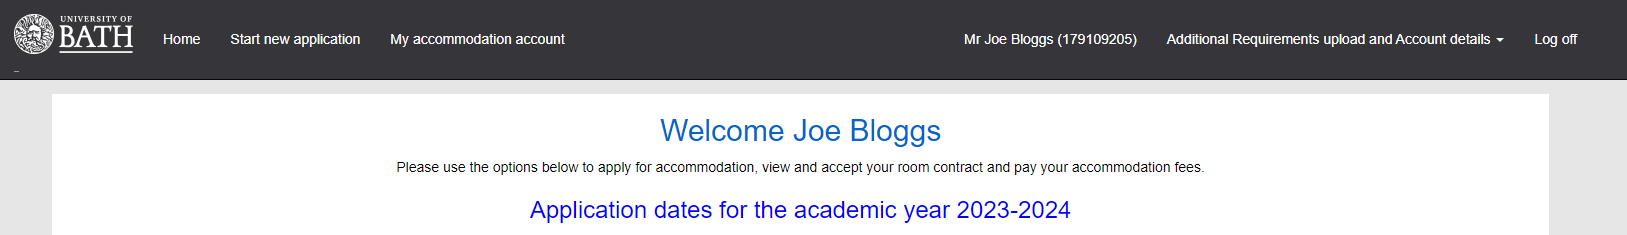 UNIVERSITY OF
BATH
Home Start new application My accommodation account Mr Joe Bloggs (179109205) Additional Requirements upload and Account details Log off
Welcome Joe Bloggs
Please use the options below to apply for accommodation, view and accept your room contract and pay your accommodation fees.
Application dates for the academic year 2023-2024